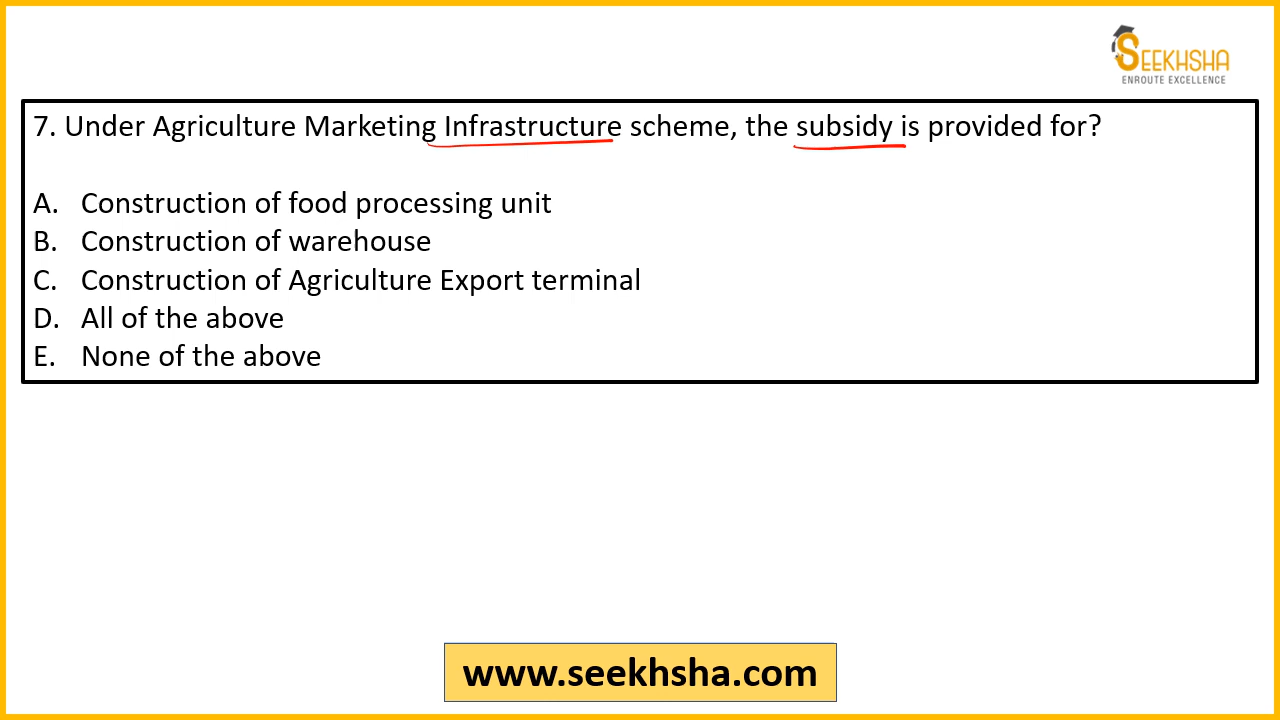 SEEKHSHA
ENROUTE EXCELLENCE
7. Under Agriculture Marketing Infrastructure scheme, the subsidy is provided for?
A. Construction of food processing unit
B. Construction of warehouse
C. Construction of Agriculture Export terminal
D. All of the above
E. None of the above
www.seekhsha.com